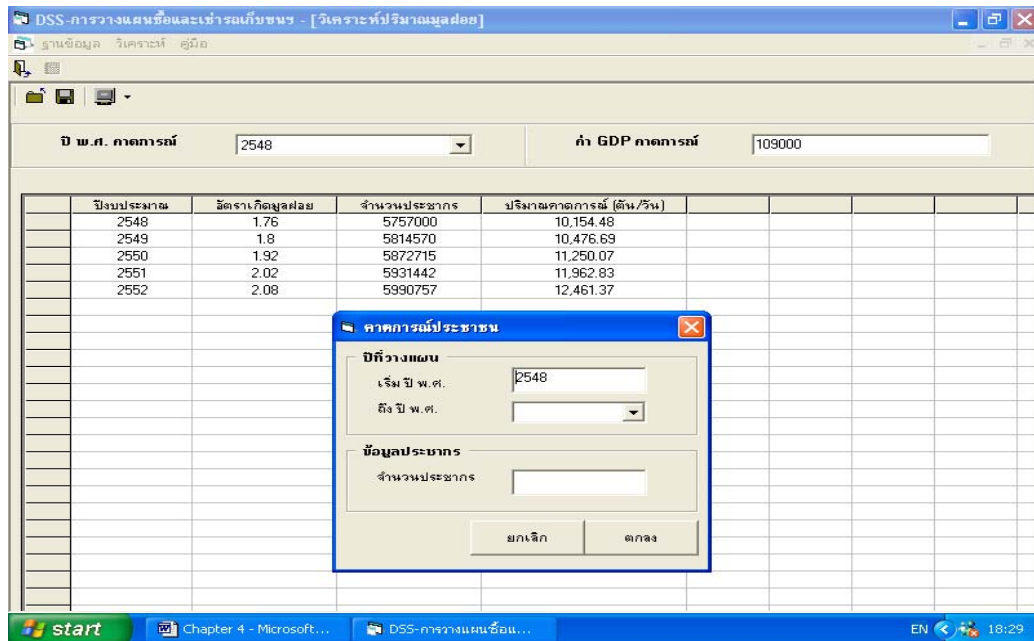 DSS-การวางแผนซื้อและเช่ารถเก็บขนฯ - [วิเคราะห์ปริมาณมูลฝอย]
ฐานข้อมูล วิเคราะห์ คู่มือ
ปี พ.ศ. คาดการณ์ 2548 ค่า GDP คาดการณ์ 109000
ปีงบประมาณ อัตราเกิดมูลฝอย จำนวนประชากร ปริมาณคาดการณ์ (ตัน/วัน)
2548 1.76 5757000 10,154.48
2549 1.8 5814570 10,476.69
2550 1.92 5872715 11,250.07
2551 2.02 5931442 11,962.83
2552 2.08 5990757 12,461.37
คาดการณ์ประชาชน
ปีที่วางแผน
เริ่ม ปี พ.ศ. 2548
ถึง ปี พ.ศ.
ข้อมูลประชากร
จำนวนประชากร
ยกเลิก ตกลง
start Chapter 4 - Microsoft... DSS-การวางแผนซื้อแ... EN 18:29